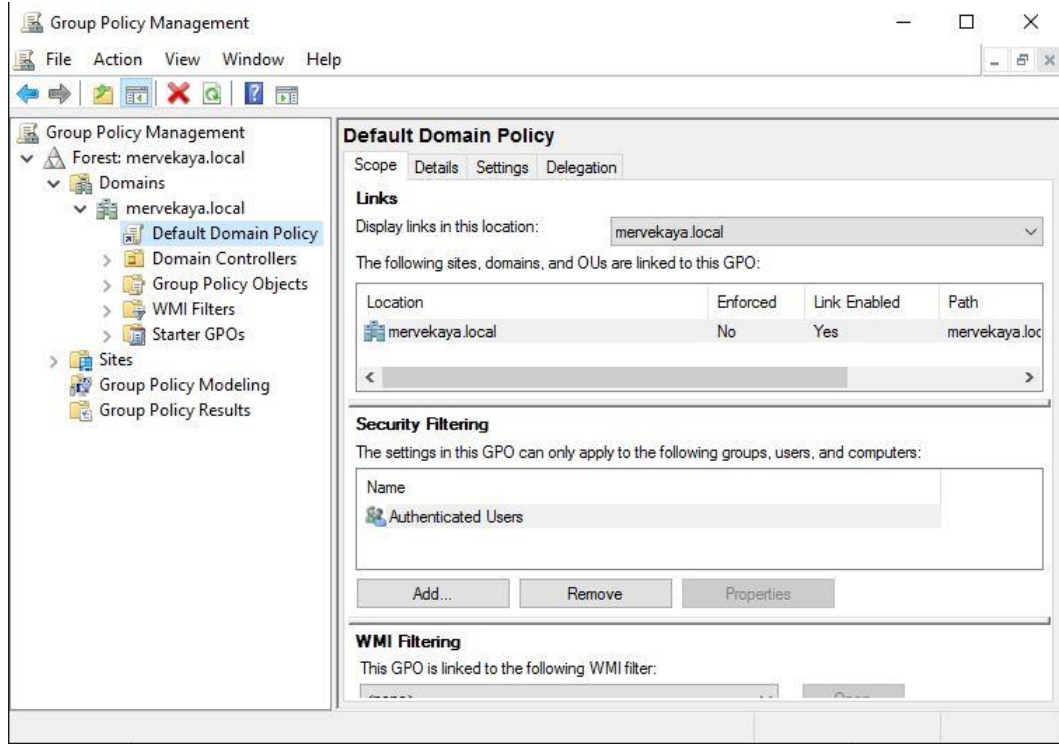 Group Policy Management
File Action View Window Help
Group Policy Management
Forest: mervekaya.local
Domains
mervekaya.local
Default Domain Policy
Domain Controllers
Group Policy Objects
WMI Filters
Starter GPOs
Sites
Group Policy Modeling
Group Policy Results
Default Domain Policy
Scope Details Settings Delegation
Links
Display links in this location: mervekaya.local
The following sites, domains, and OUs are linked to this GPO:
Location Enforced Link Enabled Path
mervekaya.local No Yes mervekaya.loc
Security Filtering
The settings in this GPO can only apply to the following groups, users, and computers:
Name
Authenticated Users
Add... Remove Properties
WMI Filtering
This GPO is linked to the following WMI filter: